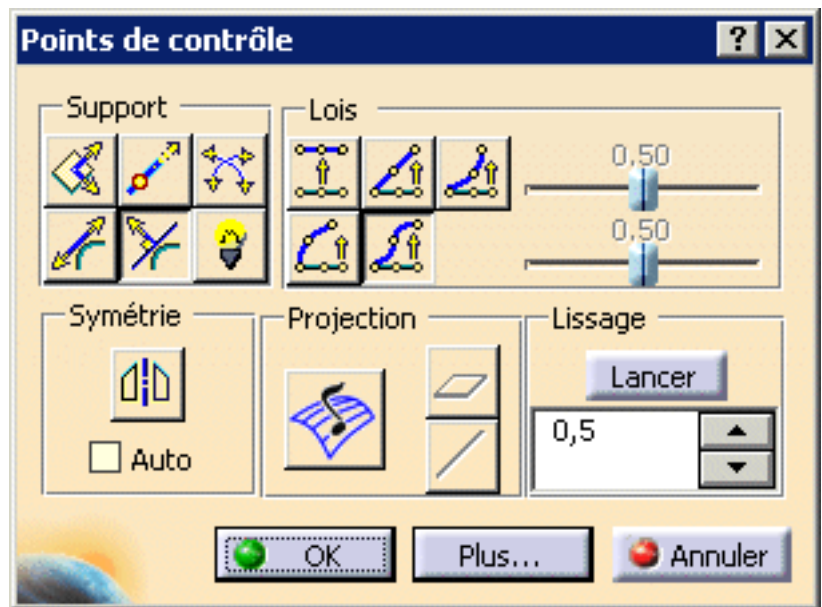 Points de contrôle
Support
Lois
0,50
0,50
Symétrie
Projection
Lissage
Lancer
0,5
Auto
OK
Plus...
Annuler